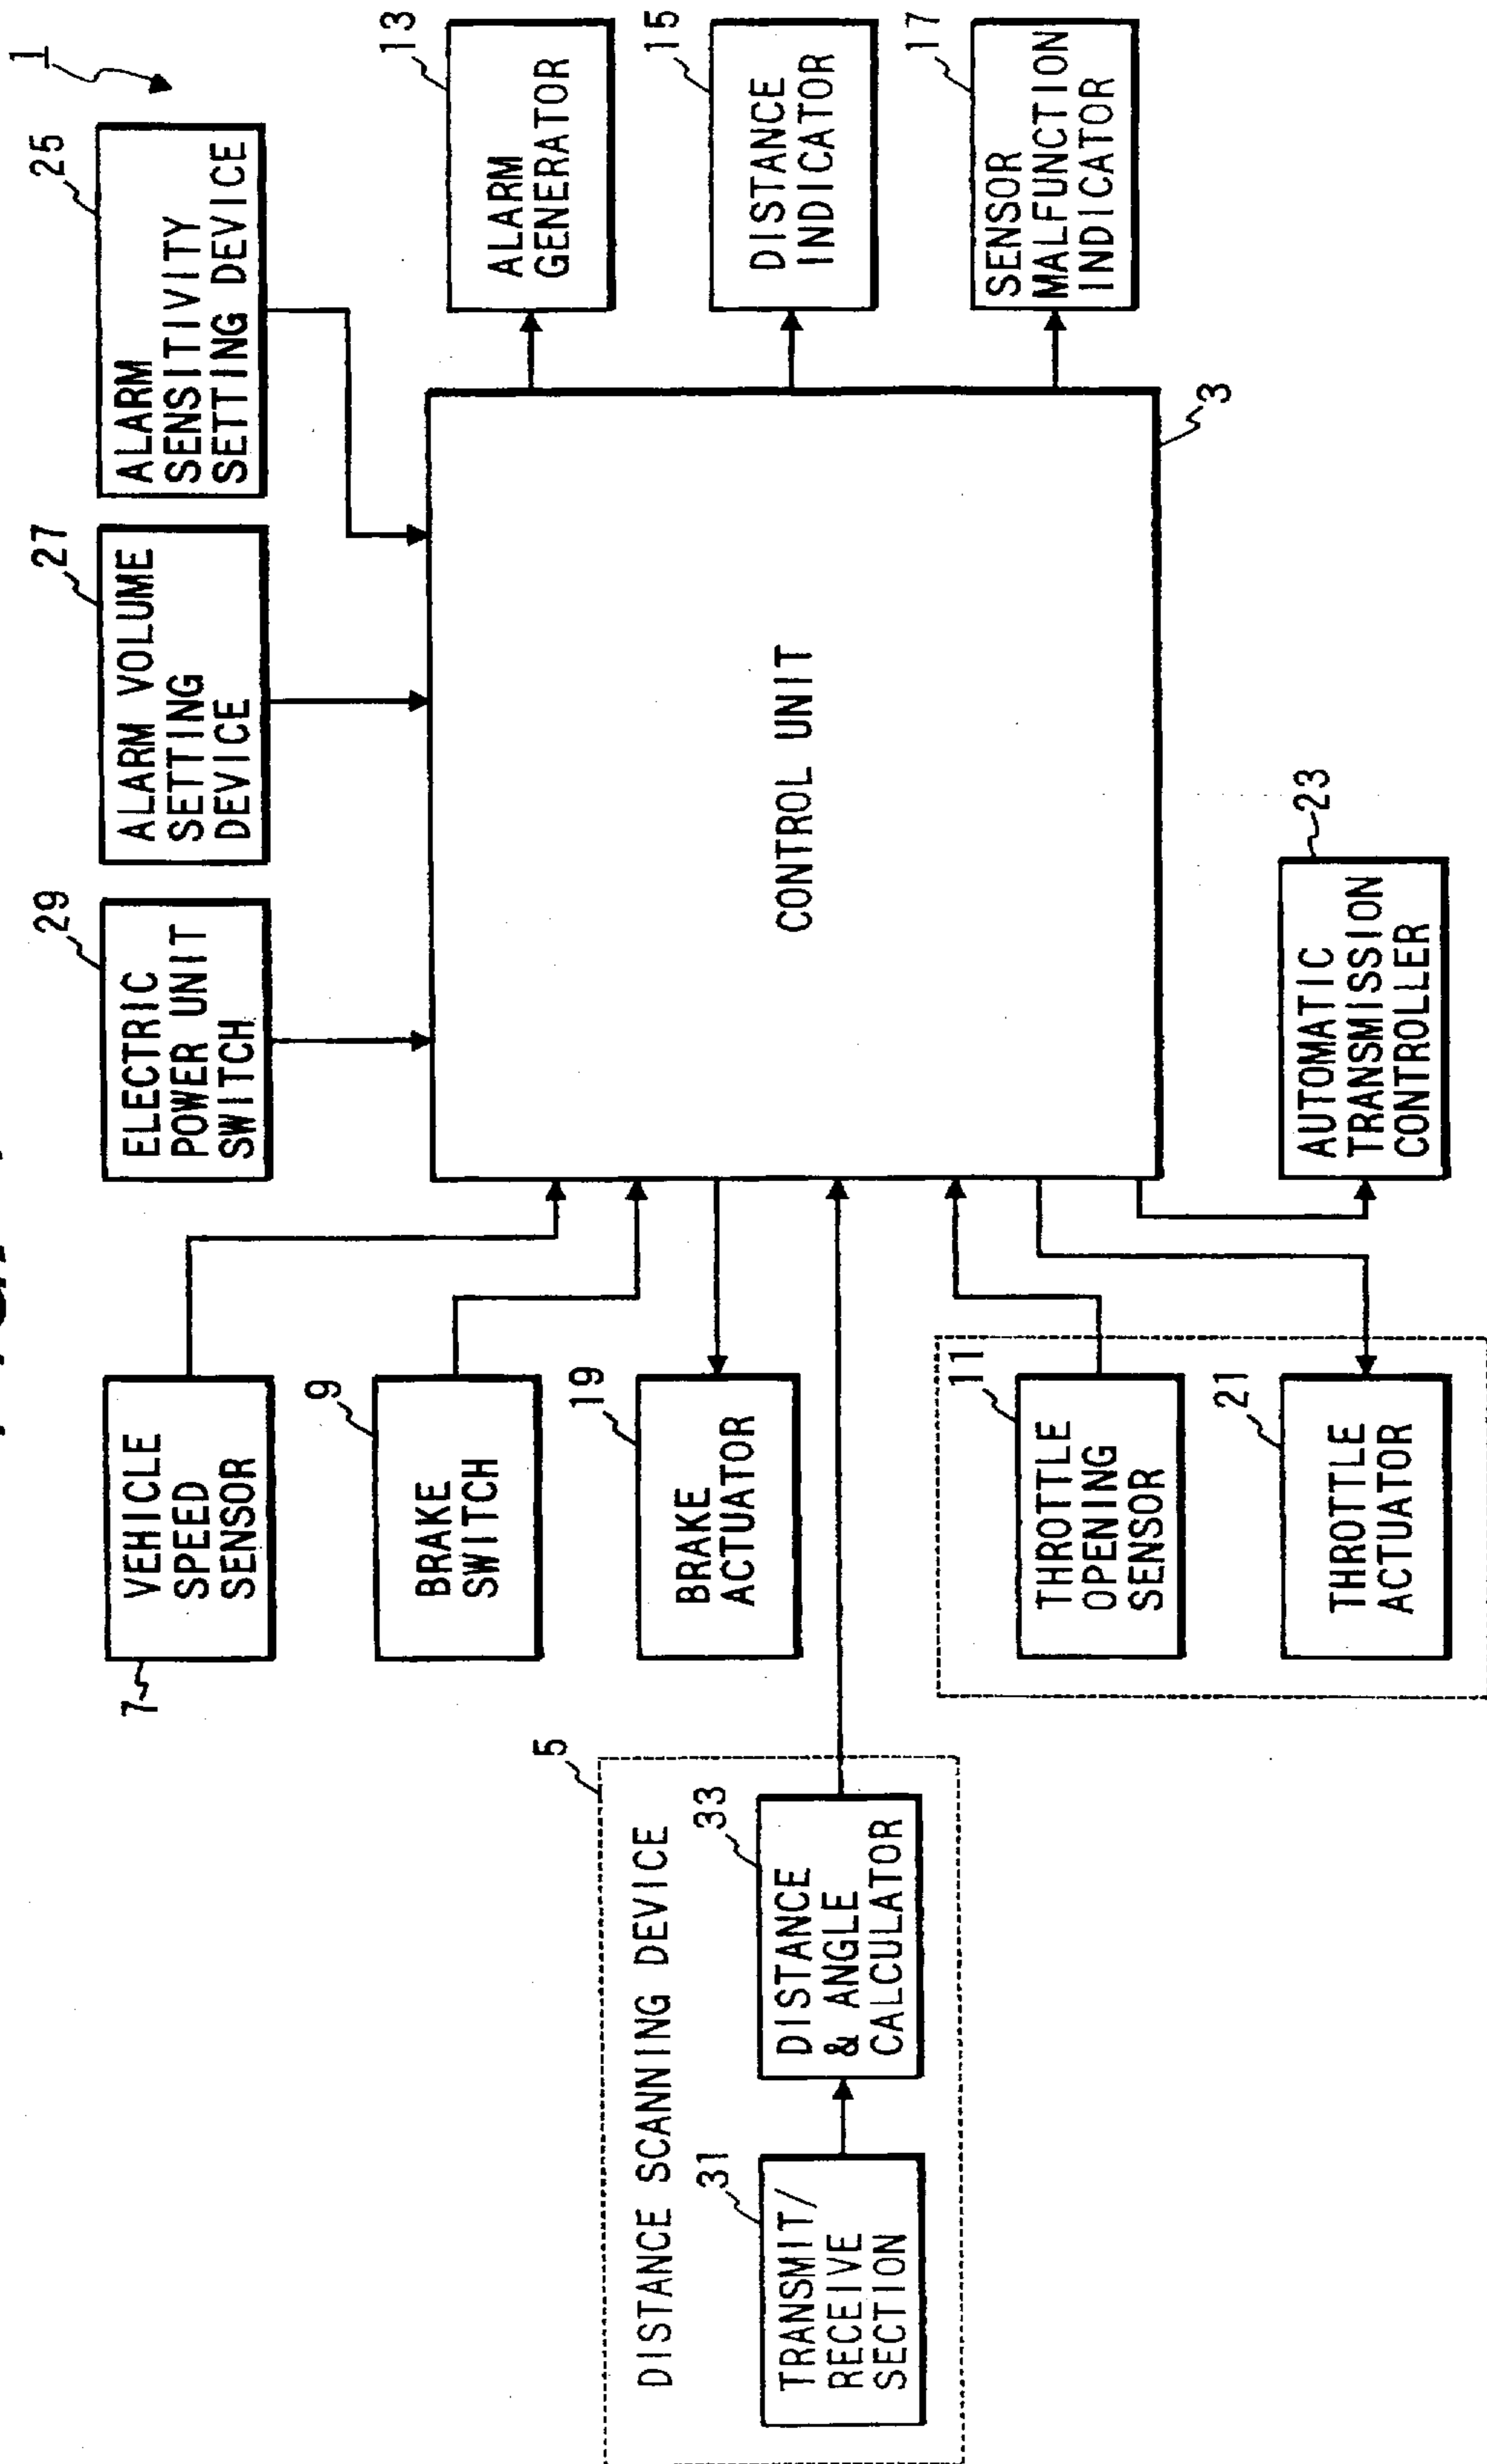 1
25
ALARM
SENSITIVITY
SETTING DEVICE
27
ALARM VOLUME
SETTING
DEVICE
29
ELECTRIC
POWER UNIT
SWITCH
7
VEHICLE
SPEED
SENSOR
9
BRAKE
SWITCH
19
BRAKE
ACTUATOR
5
DISTANCE SCANNING DEVICE
31
TRANSMIT/
RECEIVE
SECTION
33
DISTANCE
& ANGLE
CALCULATOR
11
THROTTLE
OPENING
SENSOR
21
THROTTLE
ACTUATOR
CONTROL UNIT
3
23
AUTOMATIC
TRANSMISSION
CONTROLLER
13
ALARM
GENERATOR
15
DISTANCE
INDICATOR
17
SENSOR
MALFUNCTION
INDICATOR